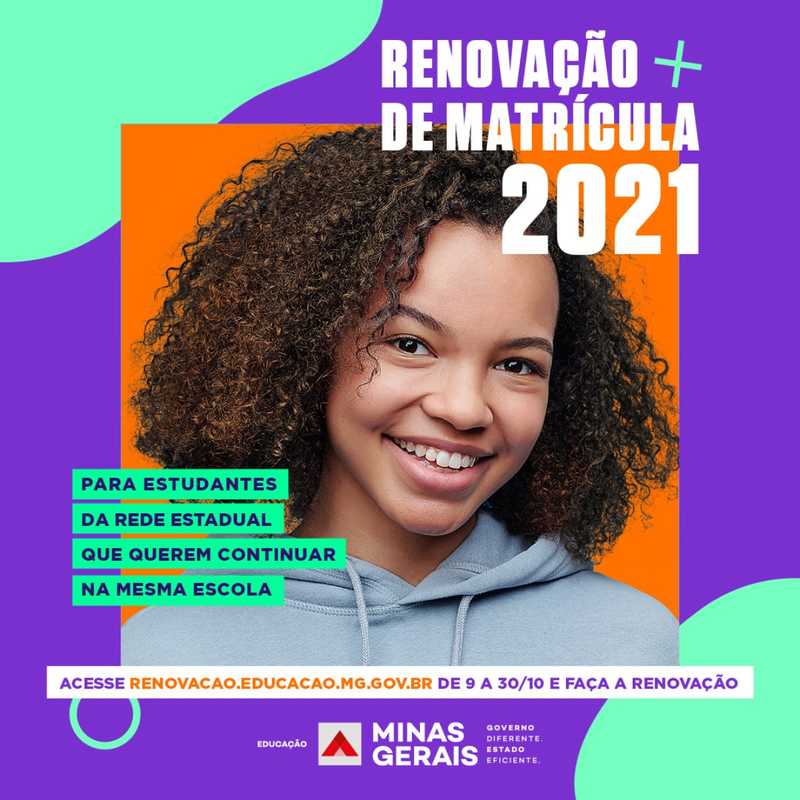 RENOVAÇÃO
DE MATRÍCULA
2021
PARA ESTUDANTES
DA REDE ESTADUAL
QUE QUEREM CONTINUAR
NA MESMA ESCOLA
ACESSE RENOVACAO.EDUCACAO.MG.GOV.BR DE 9 A 30/10 E FAÇA A RENOVAÇÃO
EDUCAÇÃO
MINAS
GERAIS
GOVERNO
DIFERENTE.
ESTADO
EFICIENTE.